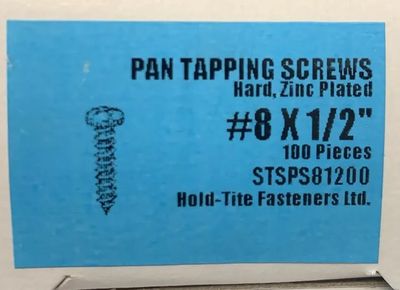 PAN TAPPING SCREWS
Hard, Zinc Plated
#8 X 1/2"
100 Pieces
STSPS81200
Hold-Tite Fasteners Ltd.